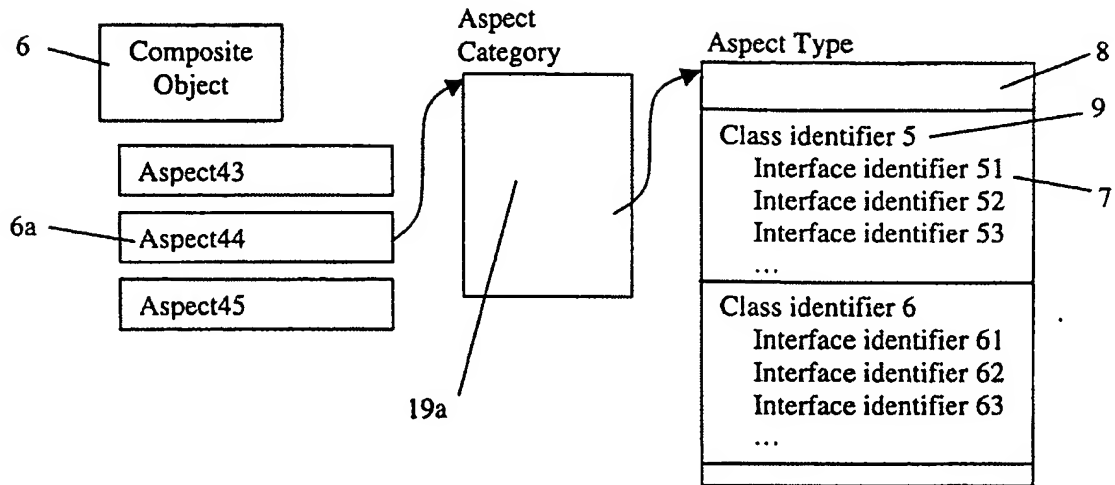 6
Composite
Object
Aspect43
6a
Aspect44
Aspect45
Aspect
Category
19a
Aspect Type
8
9
Class identifier 5
Interface identifier 51
7
Interface identifier 52
Interface identifier 53
...
Class identifier 6
Interface identifier 61
Interface identifier 62
Interface identifier 63
...